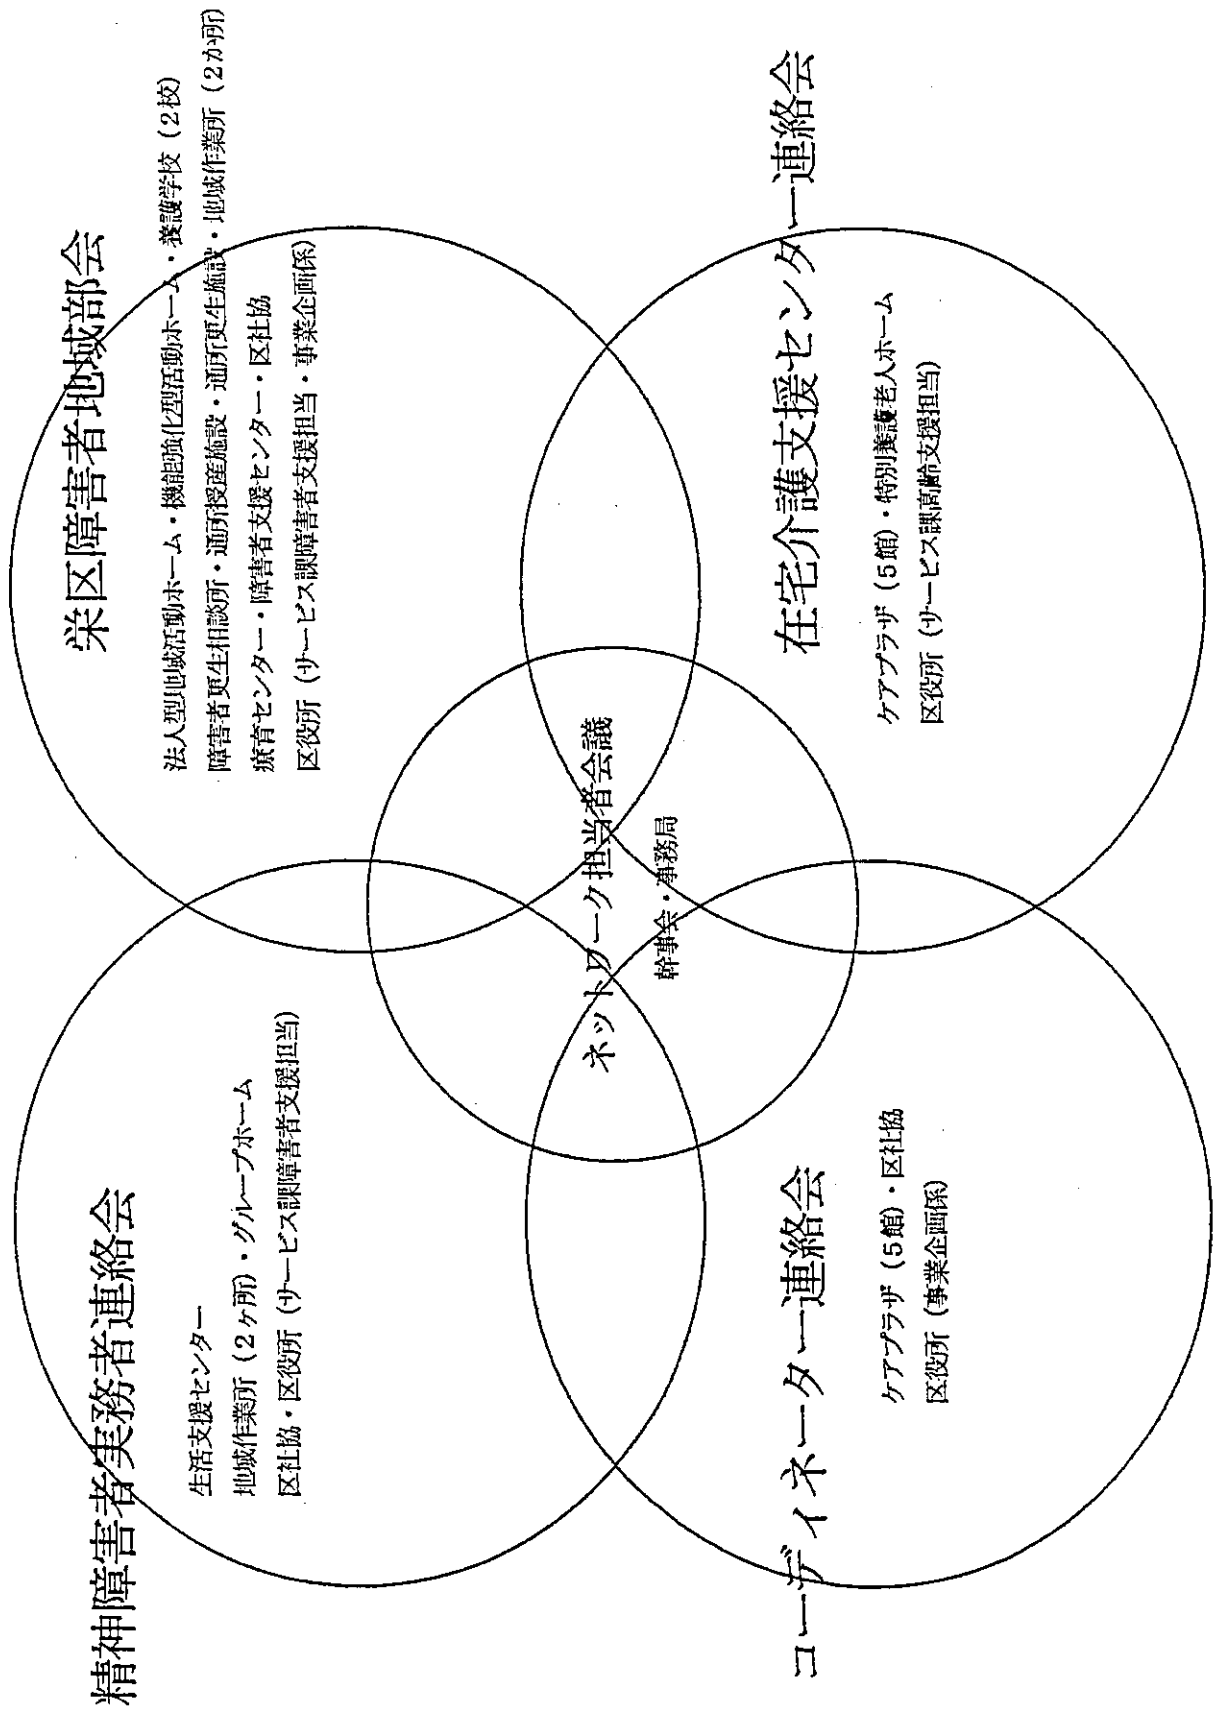 精神障害者実務者連絡会
生活支援センター
地域作業所（2ヶ所）・グループホーム
区社協・区役所（サービス課障害者支援担当）
栄区障害者地域部会
法人型地域活動ホーム・機能強化型活動ホーム・養護学校（2校）
障害者更生相談所・通所授産施設・通所更生施設・地域作業所（2か所）
療育センター・障害者支援センター・区社協
区役所（サービス課障害者支援担当・事業企画係）
ネットワーク担当者会議
幹事会・事務局
コーディネーター連絡会
ケアプラザ（5館）・区社協
区役所（事業企画係）
在宅介護支援センター連絡会
ケアプラザ（5館）・特別養護老人ホーム
区役所（サービス課高齢支援担当）